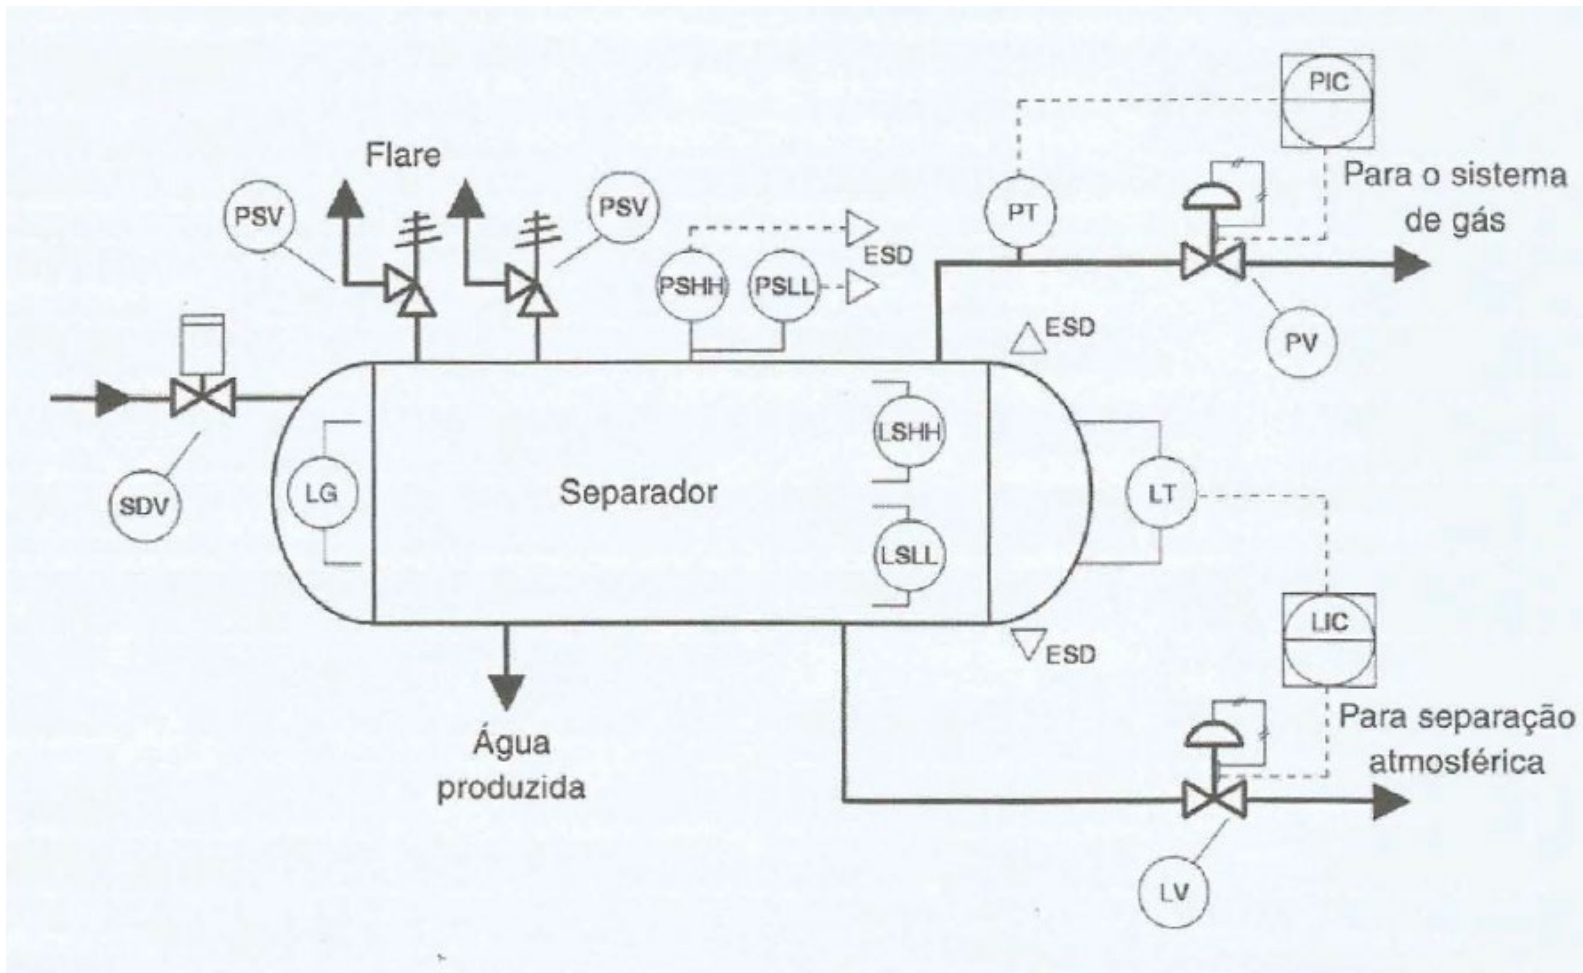 PIC
Flare
PSV
PSV
PT
Para o sistema
de gás
PSHH
PSLL
ESD
ESD
PV
LSHH
SDV
LG
Separador
LT
LSLL
LIC
ESD
Água
produzida
Para separação
atmosférica
LV